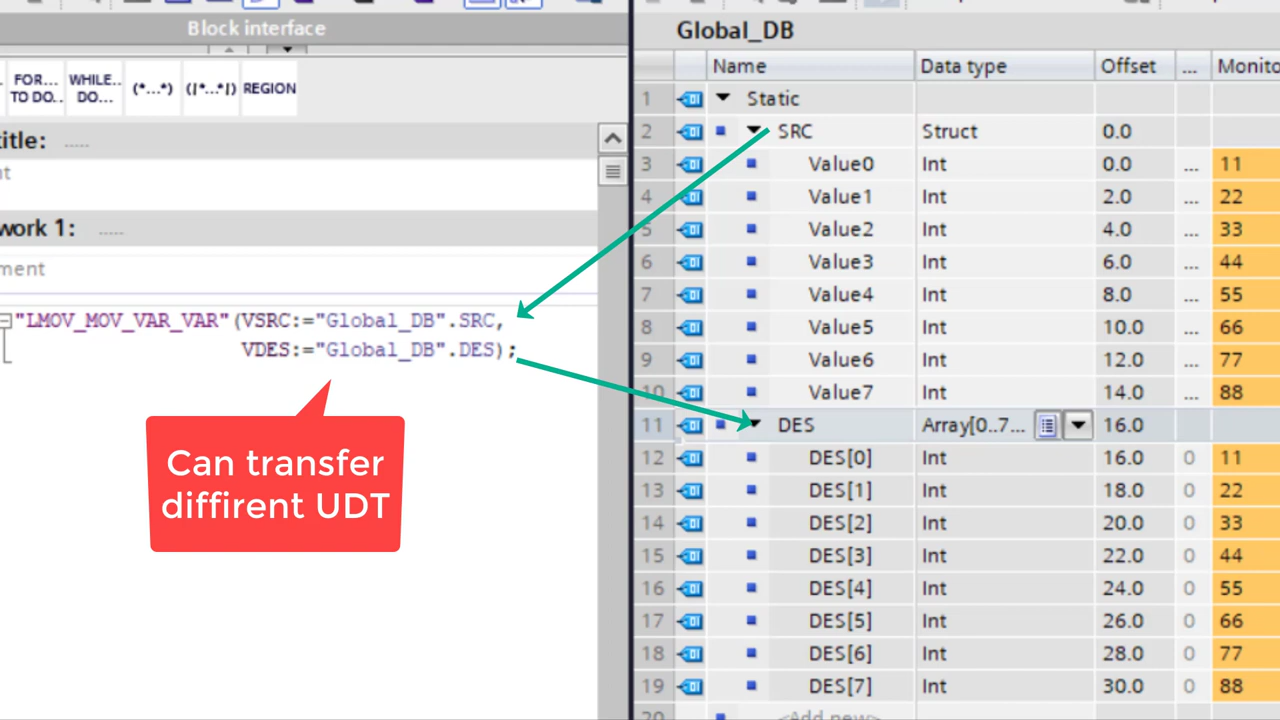 Block interface
FOR... WHILE.. (*...*) (/*...*/) REGION
TO DO.. DO...
title: .....
nt
work 1: .....
ment
"LMOV_MOV_VAR_VAR"(VSRC:="Global_DB".SRC,
VDES:="Global_DB".DES);
Can transfer
diffirent UDT
Global_DB
Name Data type Offset ... Monito
1 Static
2 SRC Struct 0.0
3 Value0 Int 0.0 ... 11
4 Value1 Int 2.0 ... 22
5 Value2 Int 4.0 ... 33
6 Value3 Int 6.0 ... 44
7 Value4 Int 8.0 ... 55
8 Value5 Int 10.0 ... 66
9 Value6 Int 12.0 ... 77
10 Value7 Int 14.0 ... 88
11 DES Array[0..7... 16.0
12 DES[0] Int 16.0 0 11
13 DES[1] Int 18.0 0 22
14 DES[2] Int 20.0 0 33
15 DES[3] Int 22.0 0 44
16 DES[4] Int 24.0 0 55
17 DES[5] Int 26.0 0 66
18 DES[6] Int 28.0 0 77
19 DES[7] Int 30.0 0 88
20 <Add new>